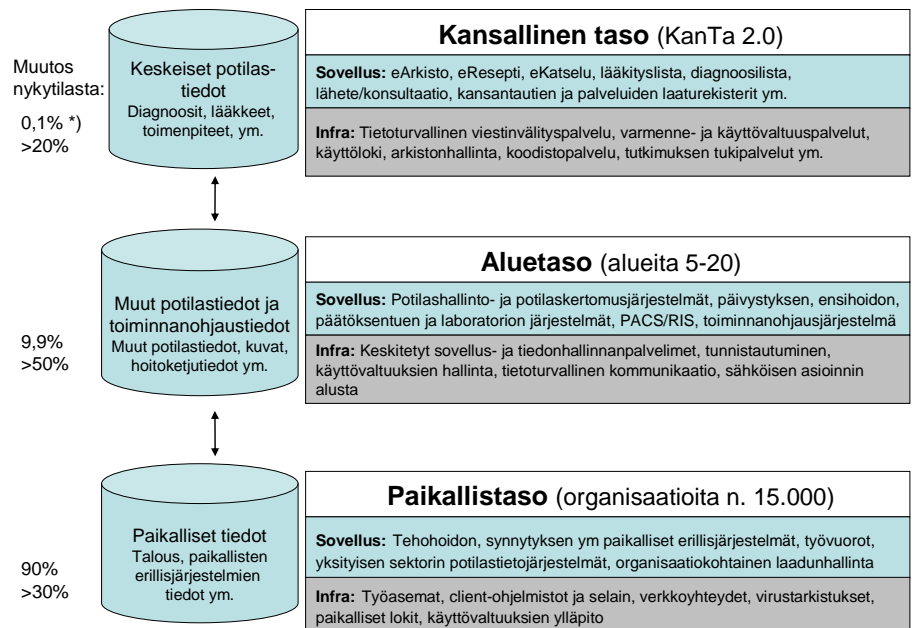 Muutos
nykytilasta:
0,1% *)
>20%
Keskeiset potilas-
tiedot
Diagnoosit, lääkkeet,
toimenpiteet, ym.
Kansallinen taso (KanTa 2.0)
Sovellus: eArkisto, eResepti, eKatselu, lääkityslista, diagnoosilista,
lähete/konsultaatio, kansantautien ja palveluiden laaturekisterit ym.
Infra: Tietoturvallinen viestinvälityspalvelu, varmenne- ja käyttövaltuuspalvelut,
käyttöloki, arkistonhallinta, koodistopalvelu, tutkimuksen tukipalvelut ym.
9,9%
>50%
Muut potilastiedot ja
toiminnanohjaustiedot
Muut potilastiedot, kuvat,
hoitoketjutiedot ym.
Aluetaso (alueita 5-20)
Sovellus: Potilashallinto- ja potilaskertomusjärjestelmät, päivystyksen, ensihoidon,
päätöksentuen ja laboratorion järjestelmät, PACS/RIS, toiminnanohjausjärjestelmä
Infra: Keskitetyt sovellus- ja tiedonhallinnanpalvelimet, tunnistautuminen,
käyttövaltuuksien hallinta, tietoturvallinen kommunikaatio, sähköisen asioinnin
alusta
90%
>30%
Paikalliset tiedot
Talous, paikallisten
erillisjärjestelmien
tiedot ym.
Paikallistaso (organisaatioita n. 15.000)
Sovellus: Tehohoidon, synnytyksen ym paikalliset erillisjärjestelmät, työvuorot,
yksityisen sektorin potilastietojärjestelmät, organisaatiokohtainen laadunhallinta
Infra: Työasemat, client-ohjelmistot ja selain, verkkoyhteydet, virustarkistukset,
paikalliset lokit, käyttövaltuuksien ylläpito